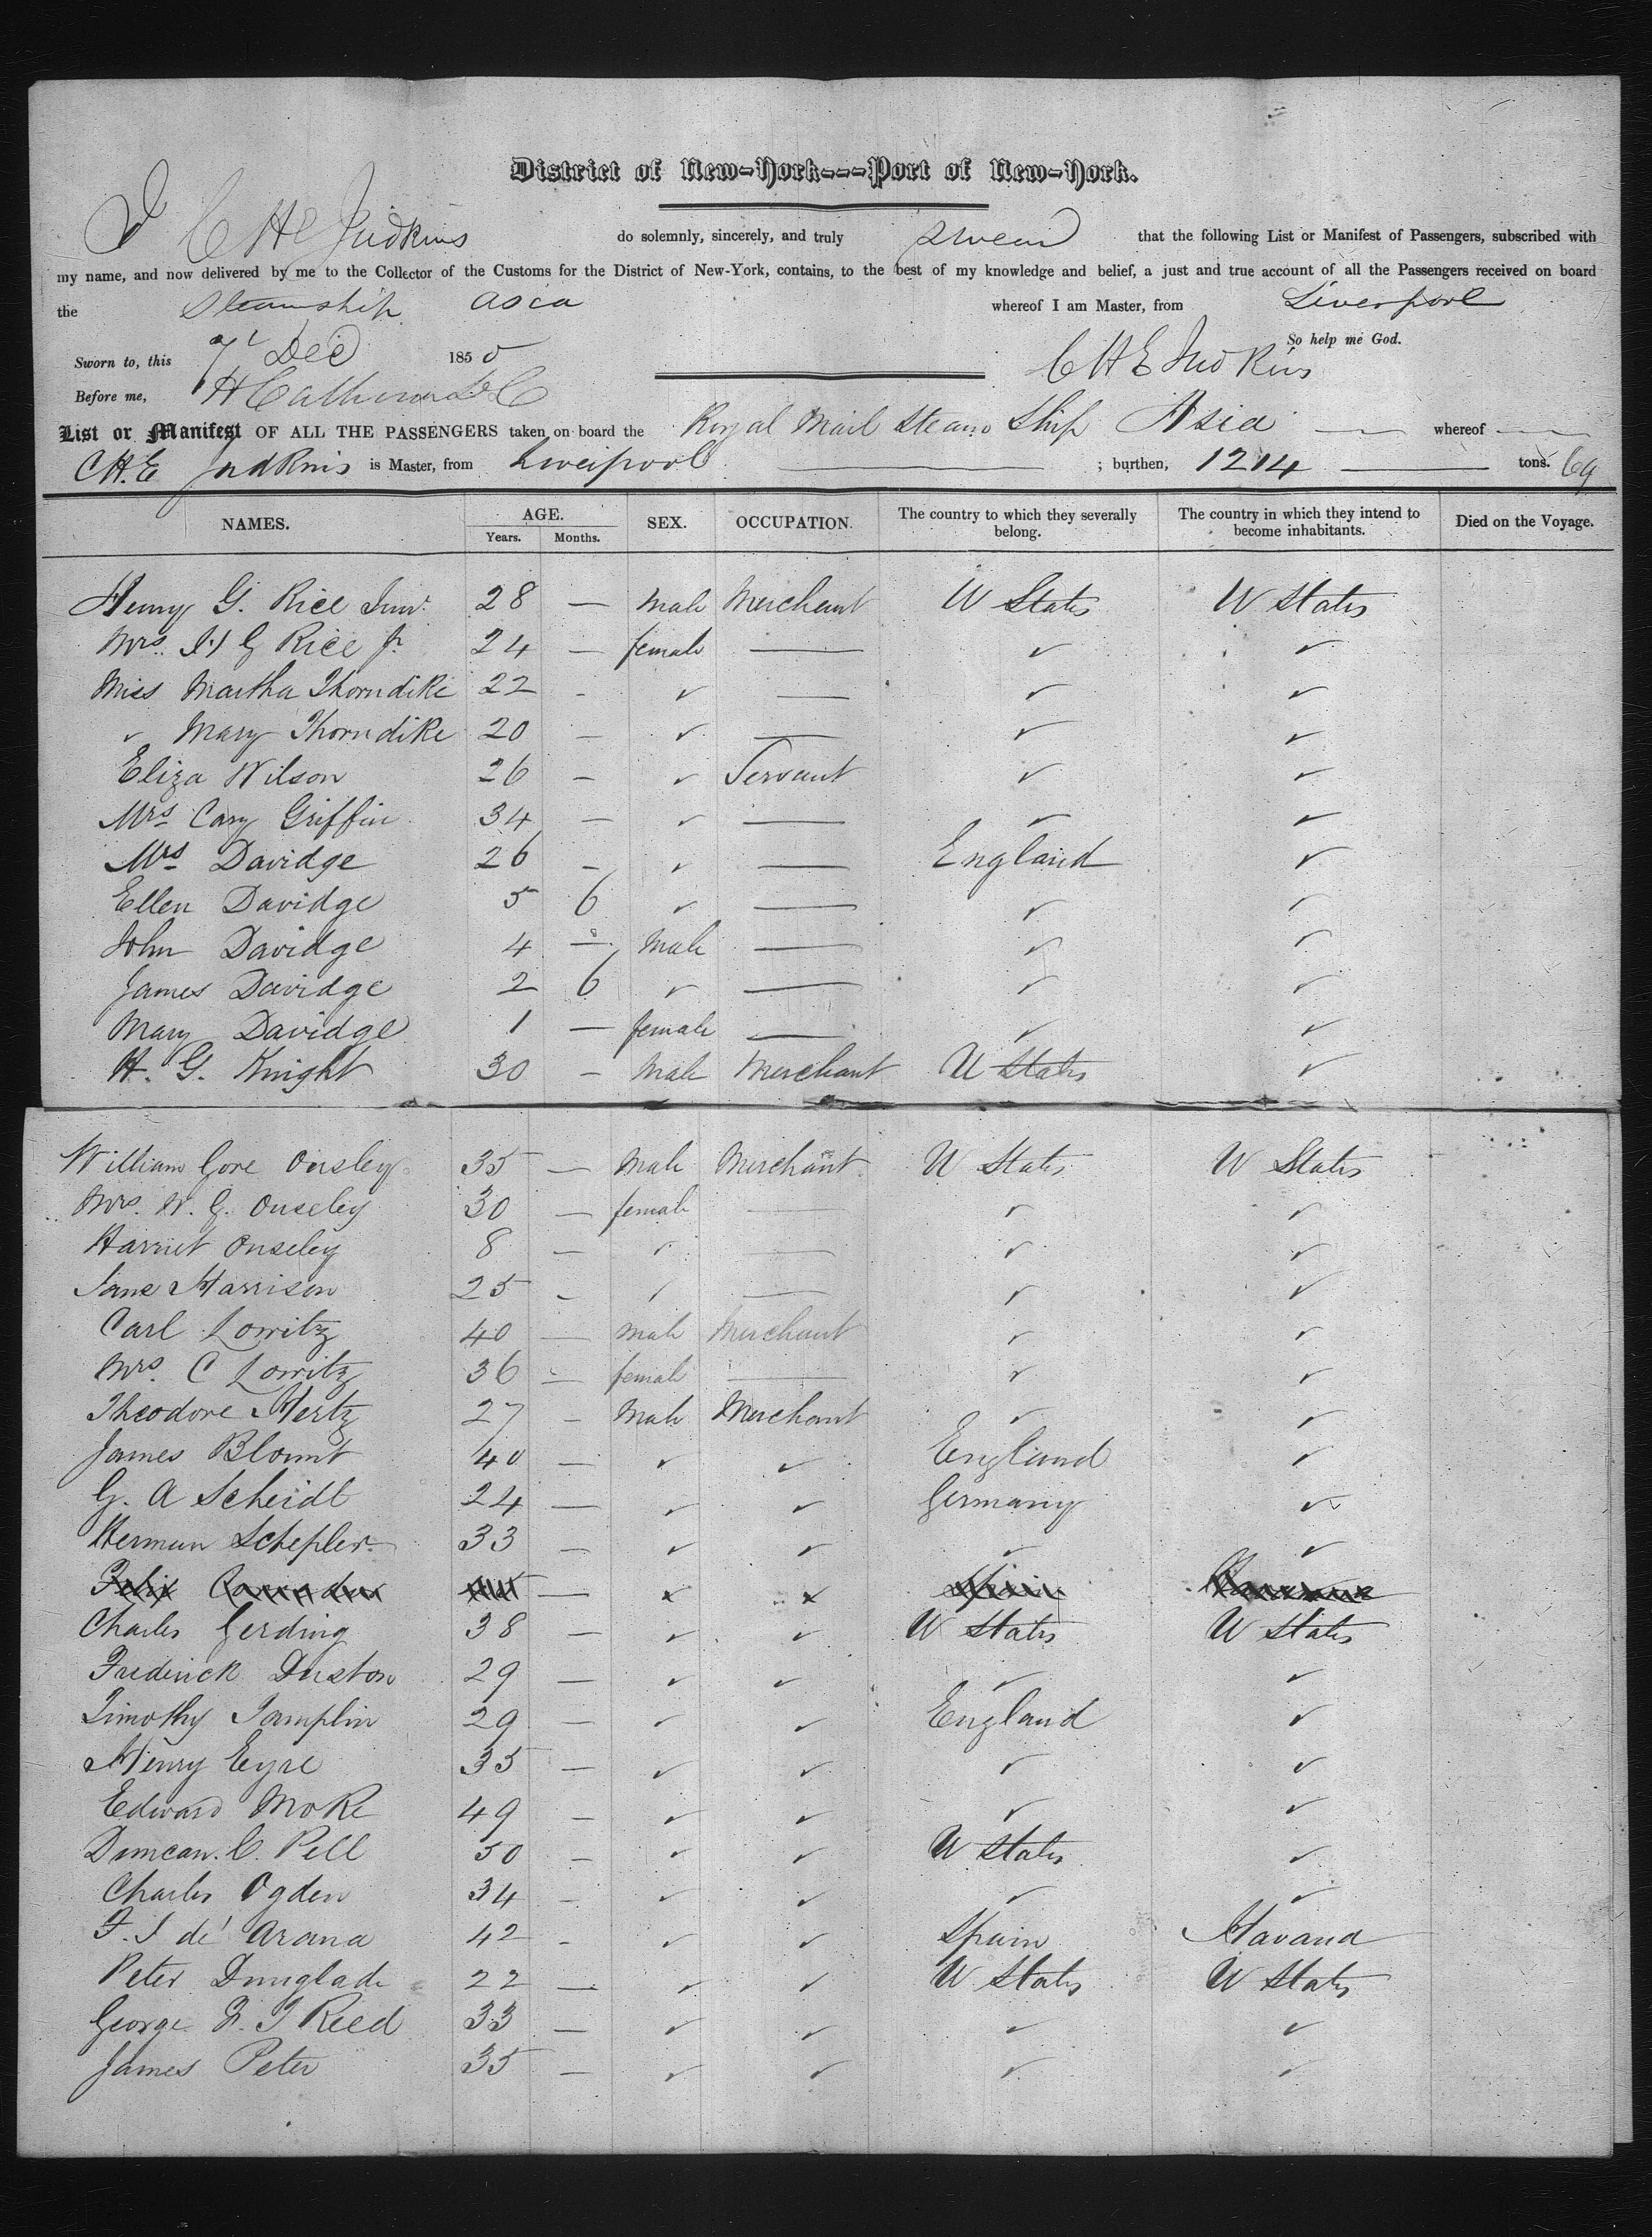 District of New-York---Port of New-York.
I C H E Judkins do solemnly, sincerely, and truly swear that the following List or Manifest of Passengers, subscribed with
my name, and now delivered by me to the Collector of the Customs for the District of New-York, contains, to the best of my knowledge and belief, a just and true account of all the Passengers received on board
the Steamship Asia whereof I am Master, from Liverpool
So help me God.
Sworn to, this 7 Dec 1850 C H E Judkins
Before me, H
List or Manifest OF ALL THE PASSENGERS taken on board the Royal Mail Steam Ship Asia — whereof —
C.H.E Judkins is Master, from Liverpool ; burthen, 1214 — tons. 69
NAMES. AGE. SEX. OCCUPATION. The country to which they severally belong. The country in which they intend to become inhabitants. Died on the Voyage.
Years. Months.
Henry G. Rice Junr. 28 — Male Merchant U States U States
Mrs. H G Rice Jr. 24 — female — ✓ ✓
Miss Martha Thorndike 22 - ✓ — ✓ ✓
✓ Mary Thorndike 20 — ✓ — ✓ ✓
Eliza Wilson 26 — ✓ Servant ✓ ✓
Mrs Cary Griffin 34 — ✓ — ✓ ✓
Mrs Davidge 26 — ✓ — England ✓
Ellen Davidge 5 6 ✓ — ✓ ✓
John Davidge 4 — Male — ✓ ✓
James Davidge 2 6 ✓ — ✓ ✓
Mary Davidge 1 — female — ✓ ✓
H. G. Knight 30 — Male Merchant U States ✓
William Gore Ousley 35 — Male Merchant U States U States
Mrs. W. G. Ouseley 30 — female — ✓ ✓
Harriet Ouseley 8 — ✓ — ✓ ✓
Jane Harrison 25 — ✓ — ✓ ✓
Carl Lorritz 40 — Male Merchant ✓ ✓
Mrs. C Lorritz 36 — female — ✓ ✓
Theodore Hertz 27 — Male Merchant ✓ ✓
James Blount 40 — ✓ ✓ England ✓
G. A Scheidt 24 — ✓ ✓ Germany ✓
Herman Schepler 33 — ✓ ✓ ✓ ✓
Felix — Spain
Charles Gerding 38 — ✓ ✓ U States U States
Frederick Duston 29 — ✓ ✓ ✓ ✓
Timothy Tamplin 29 — ✓ ✓ England ✓
Henry Eyre 35 — ✓ ✓ ✓ ✓
Edward Moke 49 — ✓ ✓ ✓ ✓
Duncan. C. Pell 50 — ✓ ✓ U States ✓
Charles Ogden 34 — ✓ ✓ ✓ ✓
F. I de' Arana 42 - ✓ ✓ Spain Havana
Peter Dunglade 22 — ✓ ✓ U States U States
George F. T Reed 33 — ✓ ✓ ✓ ✓
James Peter 35 — ✓ ✓ ✓ ✓